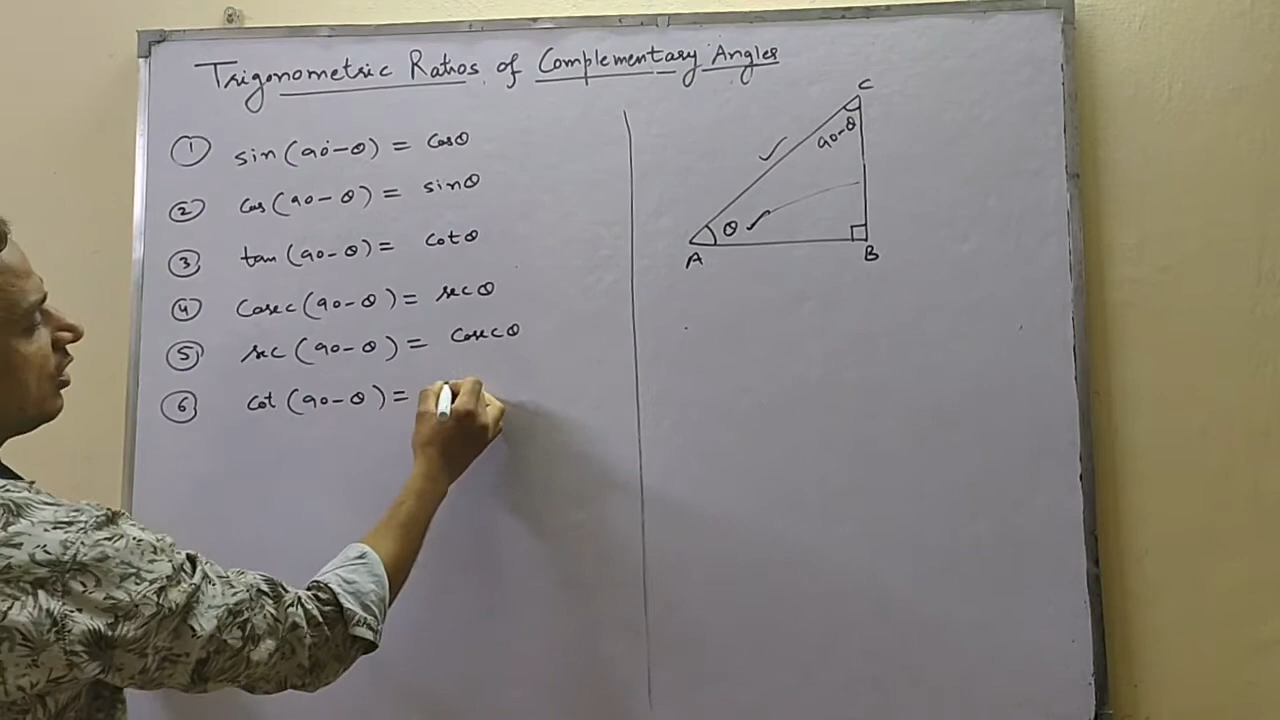 Trigonometric Ratios of Complementary Angles
1 sin (90°-θ) = cosθ
2 cos (90-θ) = sinθ
3 tan (90-θ) = cotθ
4 Cosec (90-θ) = secθ
5 sec (90-θ) = Cosecθ
6 cot (90-θ) =
C
90-θ
θ
A
B